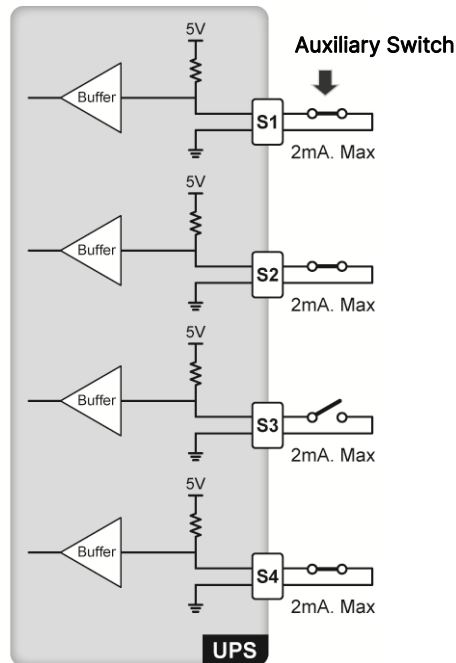 5V
Auxiliary Switch
Buffer
S1
2mA. Max
5V
Buffer
S2
2mA. Max
5V
Buffer
S3
2mA. Max
5V
Buffer
S4
2mA. Max
UPS